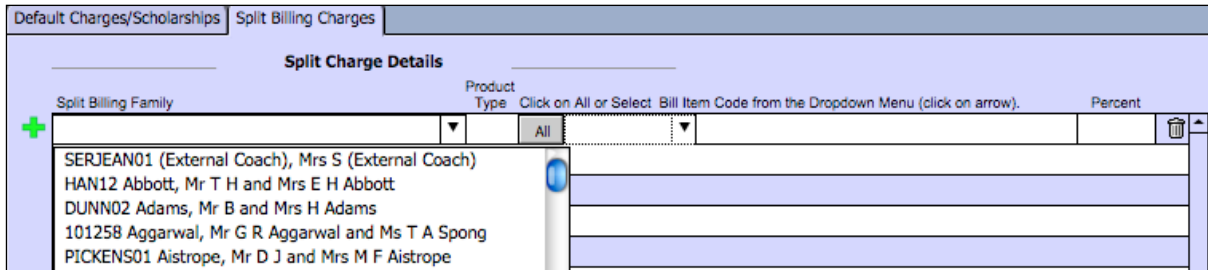 Default Charges/Scholarships Split Billing Charges
Split Charge Details
Product
Split Billing Family Type Click on All or Select Bill Item Code from the Dropdown Menu (click on arrow). Percent
All
SERJEAN01 (External Coach), Mrs S (External Coach)
HAN12 Abbott, Mr T H and Mrs E H Abbott
DUNN02 Adams, Mr B and Mrs H Adams
101258 Aggarwal, Mr G R Aggarwal and Ms T A Spong
PICKENS01 Aistrope, Mr D J and Mrs M F Aistrope